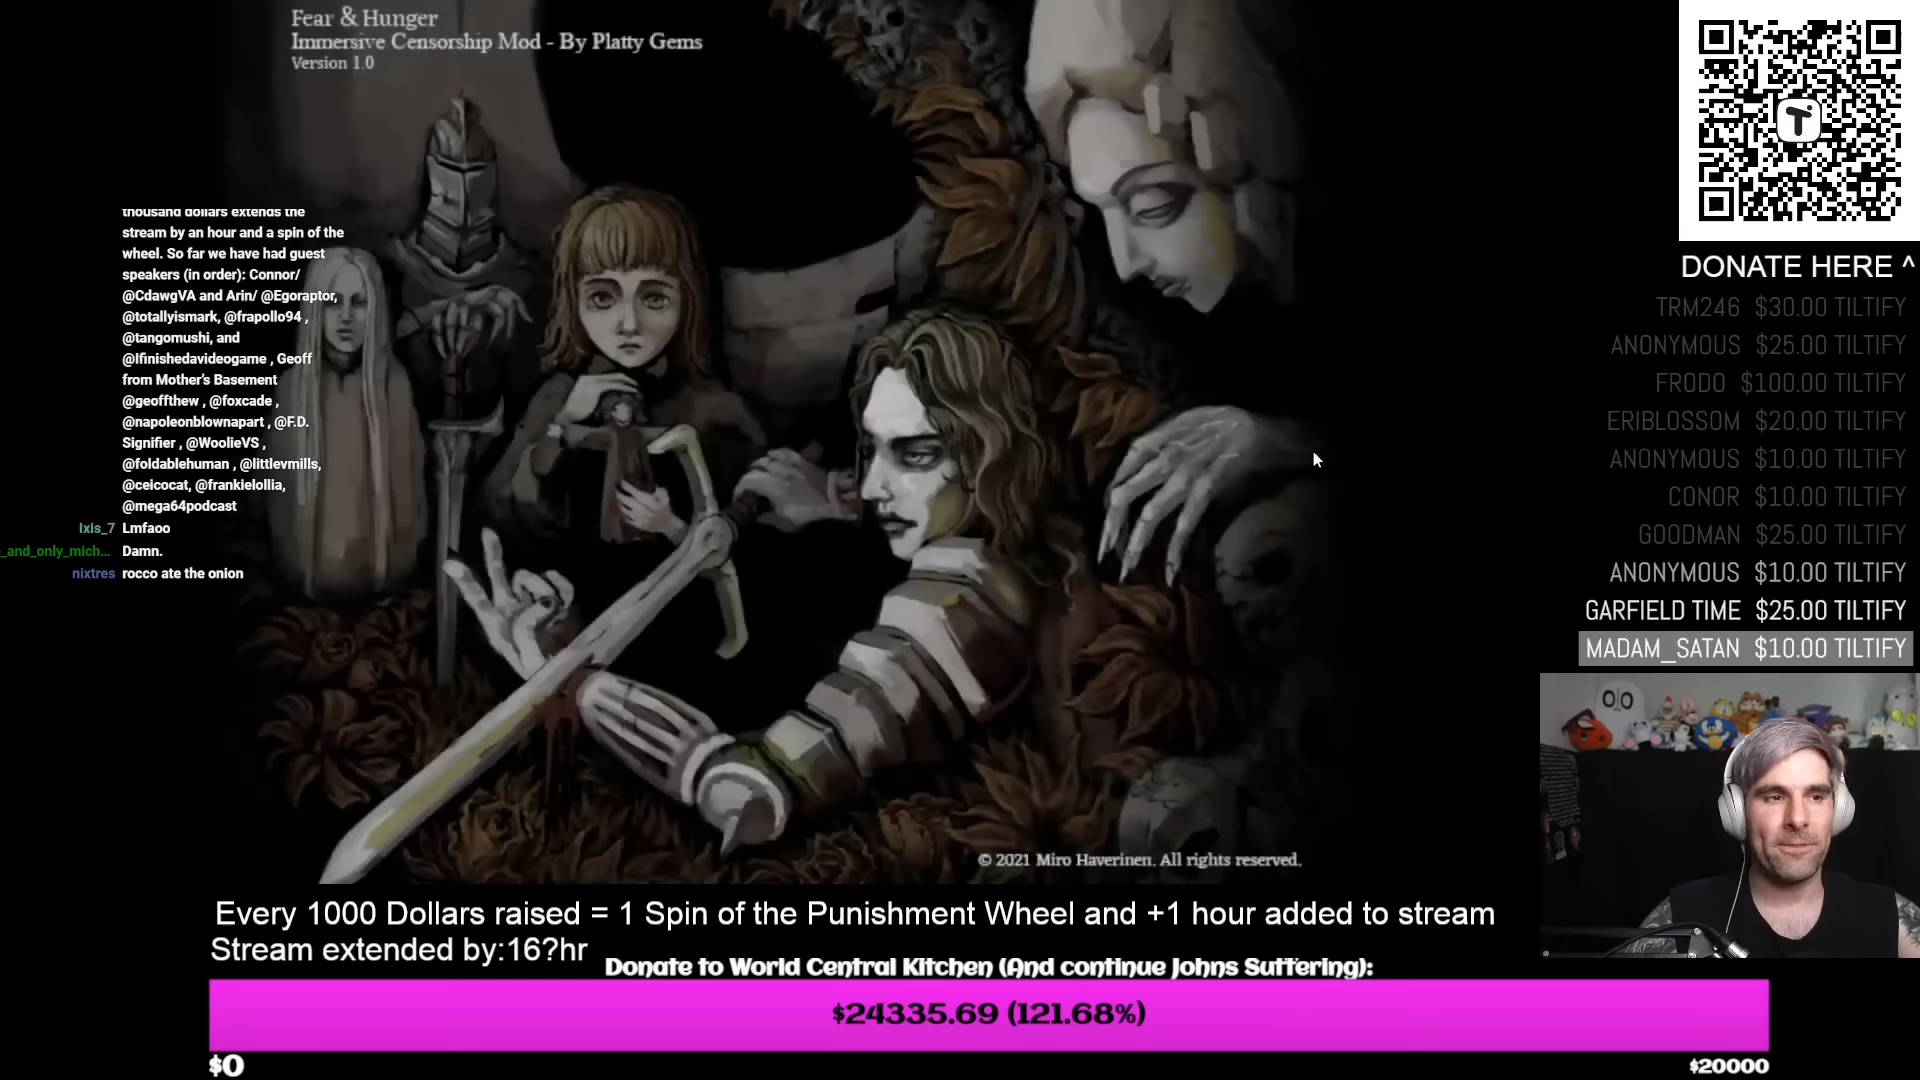 Fear & Hunger
Immersive Censorship Mod - By Platty Gems
Version 1.0
thousand dollars extends the
stream by an hour and a spin of the
wheel. So far we have had guest
speakers (in order): Connor/
@CdawgVA and Arin/ @Egoraptor,
@totallyismark, @frapollo94 ,
@tangomushi, and
@Ifinishedavideogame , Geoff
from Mother's Basement
@geoffthew , @foxcade ,
@napoleonblownapart , @F.D.
Signifier , @WoolieVS ,
@foldablehuman , @littlevmills,
@ceicocat, @frankielollia,
@mega64podcast
Ixis_7 Lmfaoo
_and_only_mich... Damn.
nixtres rocco ate the onion
© 2021 Miro Haverinen. All rights reserved.
DONATE HERE ^
TRM246 $30.00 TILTIFY
ANONYMOUS $25.00 TILTIFY
FRODO $100.00 TILTIFY
ERIBLOSSOM $20.00 TILTIFY
ANONYMOUS $10.00 TILTIFY
CONOR $10.00 TILTIFY
GOODMAN $25.00 TILTIFY
ANONYMOUS $10.00 TILTIFY
GARFIELD TIME $25.00 TILTIFY
MADAM_SATAN $10.00 TILTIFY
Every 1000 Dollars raised = 1 Spin of the Punishment Wheel and +1 hour added to stream
Stream extended by:16?hr
Donate to World Central Kitchen (And continue Johns Suffering):
$24335.69 (121.68%)
$0
$20000